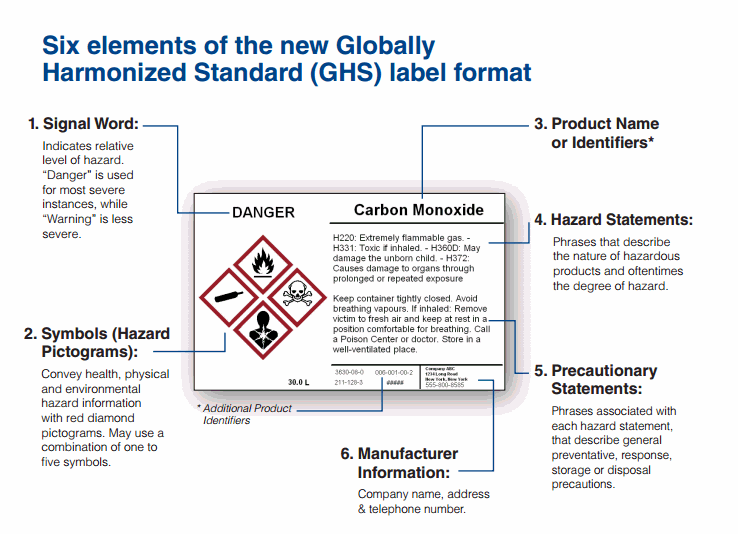 Six elements of the new Globally
Harmonized Standard (GHS) label format
1. Signal Word:
Indicates relative
level of hazard.
“Danger” is used
for most severe
instances, while
“Warning” is less
severe.
2. Symbols (Hazard
Pictograms):
Convey health, physical
and environmental
hazard information
with red diamond
pictograms. May use a
combination of one to
five symbols.
DANGER
30.0 L
Carbon Monoxide
H220: Extremely flammable gas. -
H331: Toxic if inhaled. - H360D: May
damage the unborn child. - H372:
Causes damage to organs through
prolonged or repeated exposure
Keep container tightly closed. Avoid
breathing vapours. If inhaled: Remove
victim to fresh air and keep at rest in a
position comfortable for breathing. Call
a Poison Center or doctor. Store in a
well-ventilated place.
3630-08-0 006-001-00-2
211-128-3 #####
Company ABC
1234 Long Road
New York, New York
555-800-8585
* Additional Product
Identifiers
3. Product Name
or Identifiers*
4. Hazard Statements:
Phrases that describe
the nature of hazardous
products and oftentimes
the degree of hazard.
5. Precautionary
Statements:
Phrases associated with
each hazard statement,
that describe general
preventative, response,
storage or disposal
precautions.
6. Manufacturer
Information:
Company name, address
& telephone number.